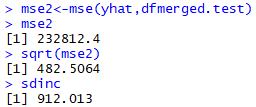 > mse2<-mse(yhat,dfmerged.test)
> mse2
[1] 232812.4
> sqrt(mse2)
[1] 482.5064
> sdinc
[1] 912.013